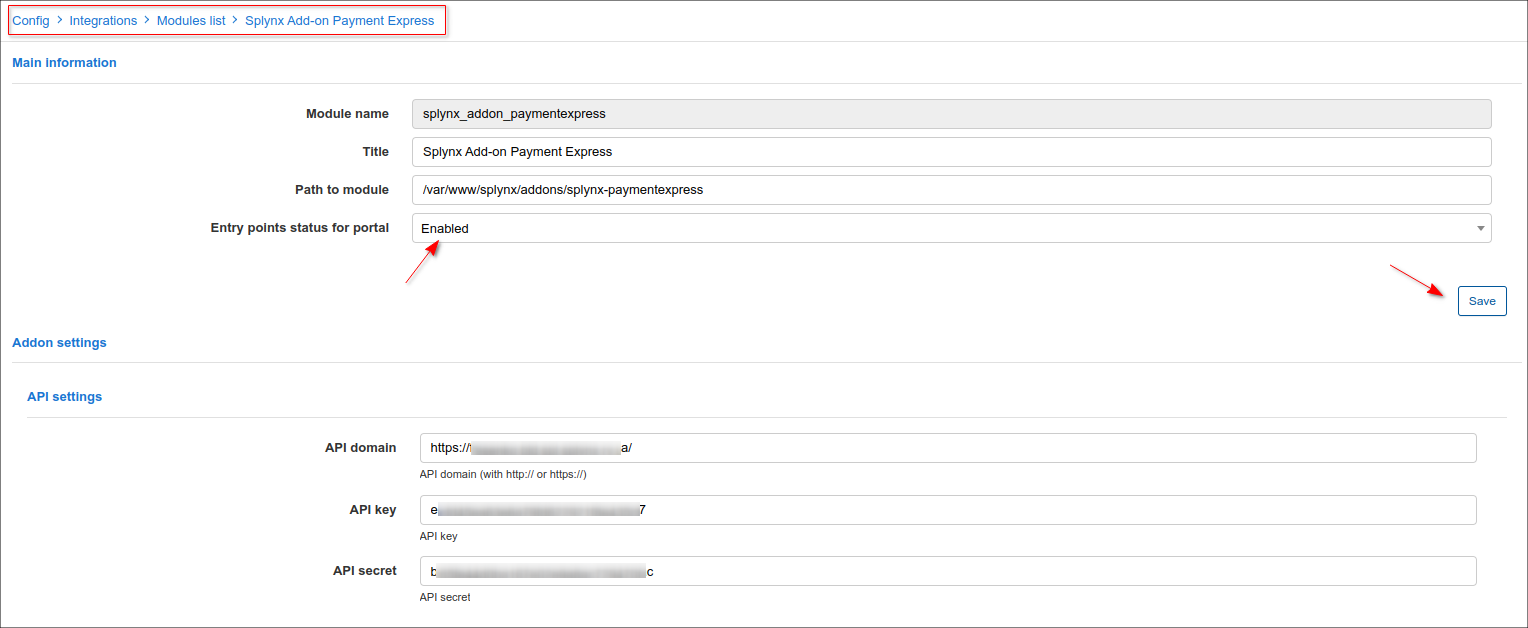 Config > Integrations > Modules list > Splynx Add-on Payment Express
Main information
Module name splynx_addon_paymentexpress
Title Splynx Add-on Payment Express
Path to module /var/www/splynx/addons/splynx-paymentexpress
Entry points status for portal Enabled
Save
Addon settings
API settings
API domain https:// a/
API domain (with http:// or https://)
API key e 7
API key
API secret b c
API secret